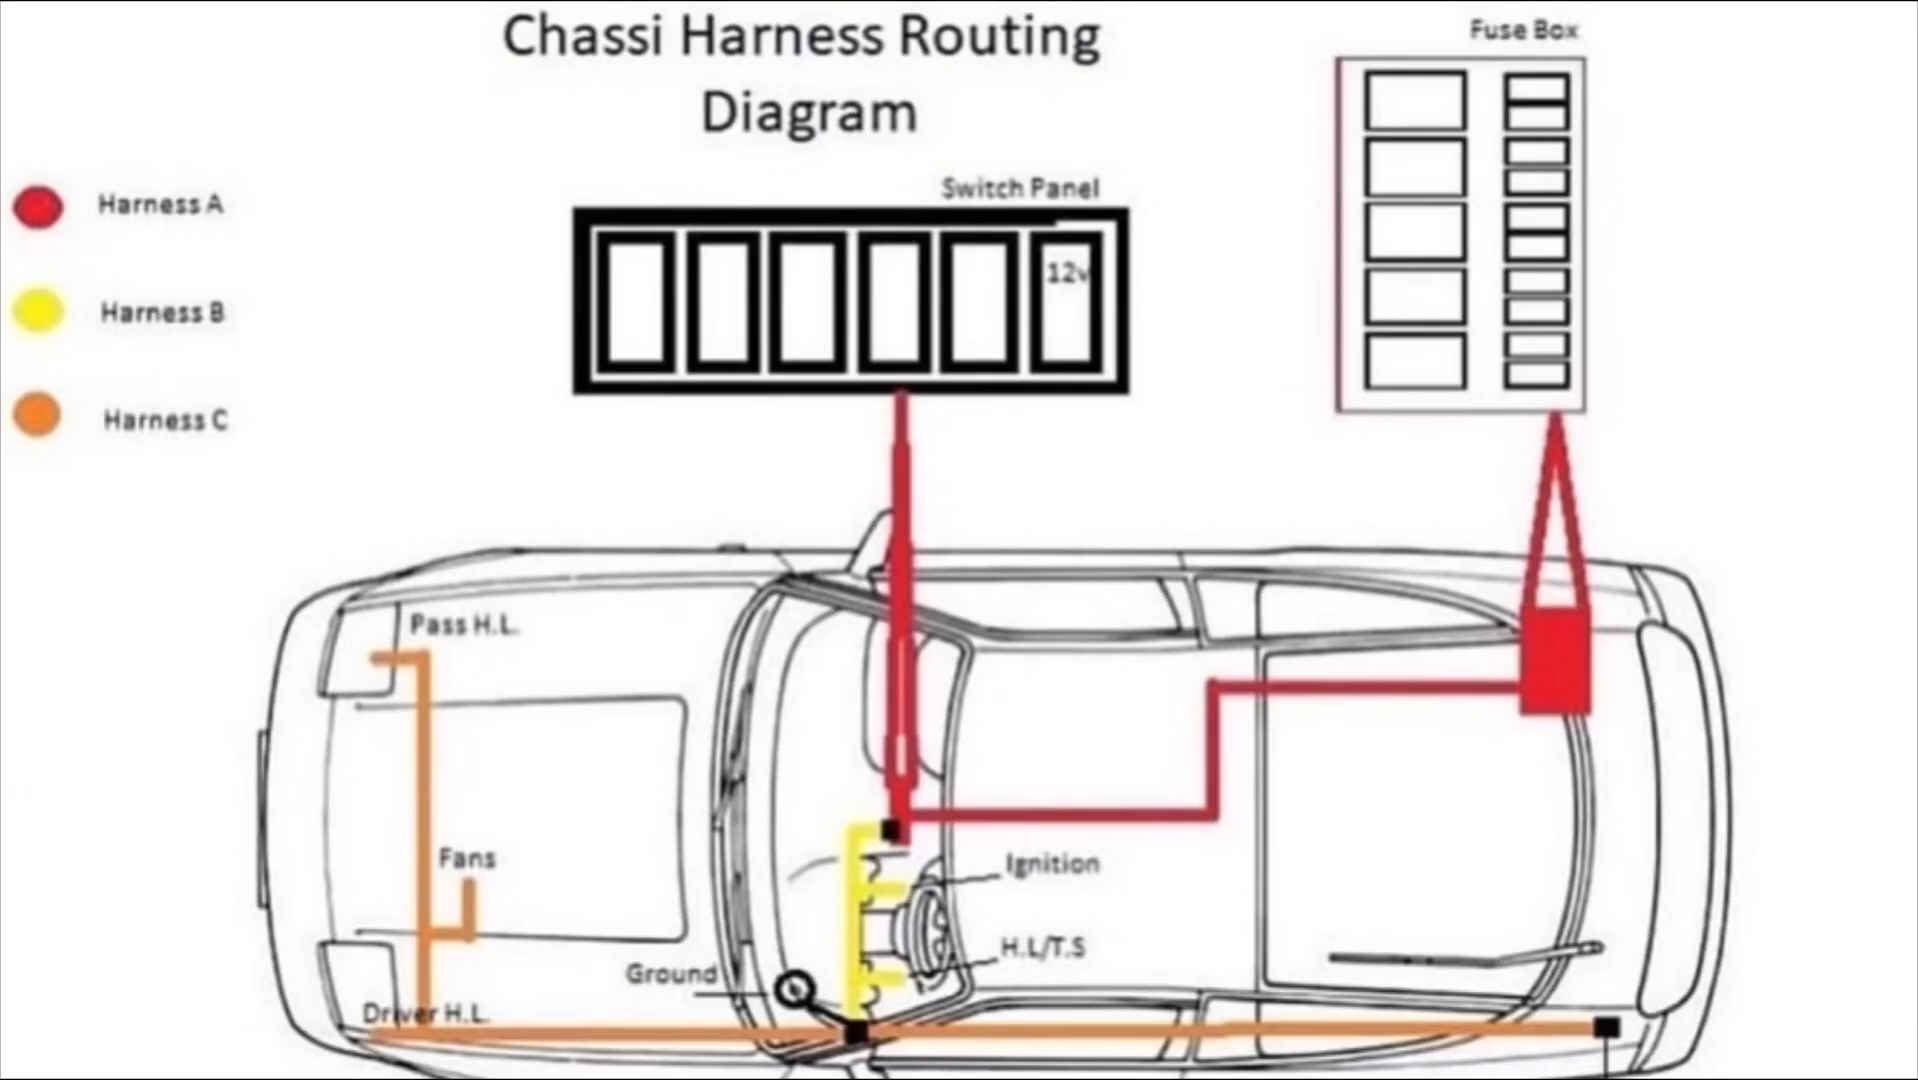 Chassi Harness Routing
Diagram
Fuse Box
Switch Panel
12v
Harness A
Harness B
Harness C
Pass H.L.
Fans
Ignition
H.L/T.S
Ground
Driver H.L.